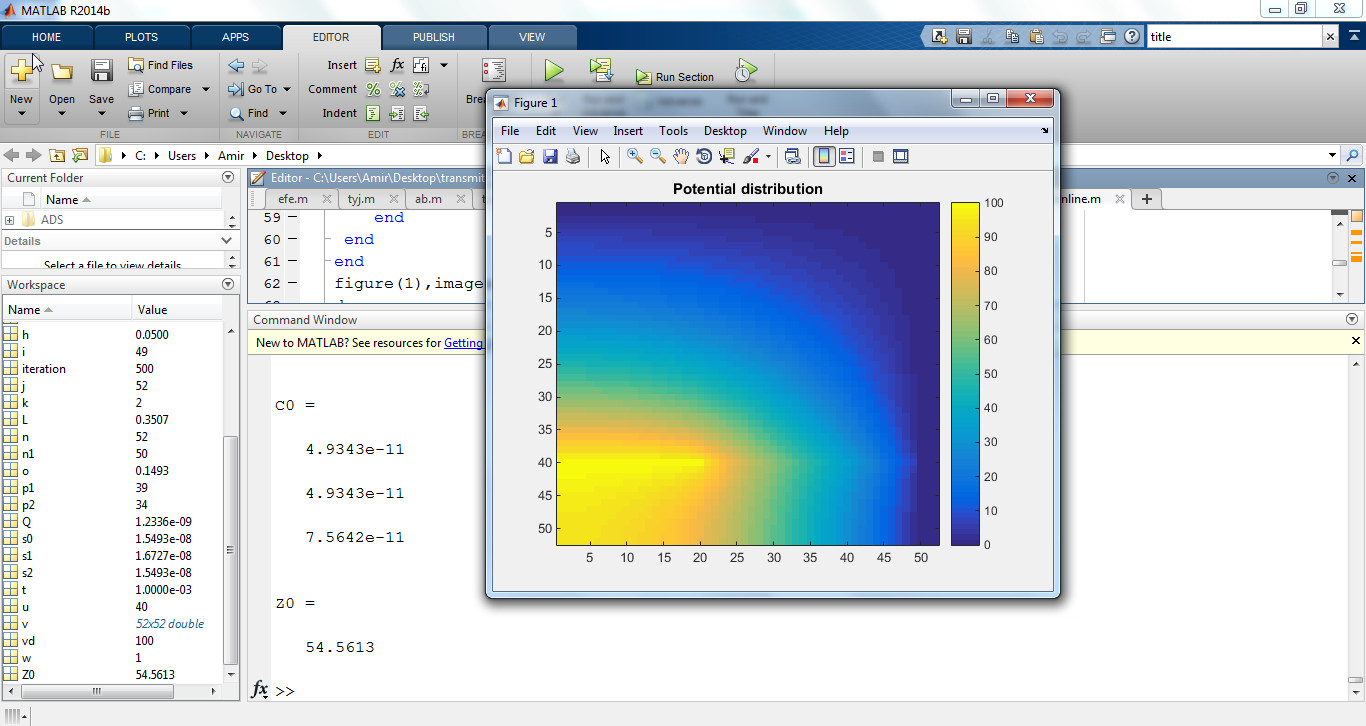 MATLAB R2014b
HOME PLOTS APPS EDITOR PUBLISH VIEW title
New Open Save Find Files Compare Print Go To Find Insert fx Comment Indent Run Section
FILE NAVIGATE EDIT
C: Users Amir Desktop
Current Folder
Name
ADS
Details
Select a file to view details
Workspace
Name Value
h 0.0500
i 49
iteration 500
j 52
k 2
L 0.3507
n 52
n1 50
o 0.1493
p1 39
p2 34
Q 1.2336e-09
s0 1.5493e-08
s1 1.6727e-08
s2 1.5493e-08
t 1.0000e-03
u 40
v 52x52 double
vd 100
w 1
Z0 54.5613
Editor - C:\Users\Amir\Desktop\transmit
efe.m tyj.m ab.m nline.m
59 end
60 end
61 end
62 figure(1),image
Command Window
New to MATLAB? See resources for Getting
C0 =
4.9343e-11
4.9343e-11
7.5642e-11
Z0 =
54.5613
fx >>
Figure 1
File Edit View Insert Tools Desktop Window Help
Potential distribution
5
10
15
20
25
30
35
40
45
50
5 10 15 20 25 30 35 40 45 50
100
90
80
70
60
50
40
30
20
10
0